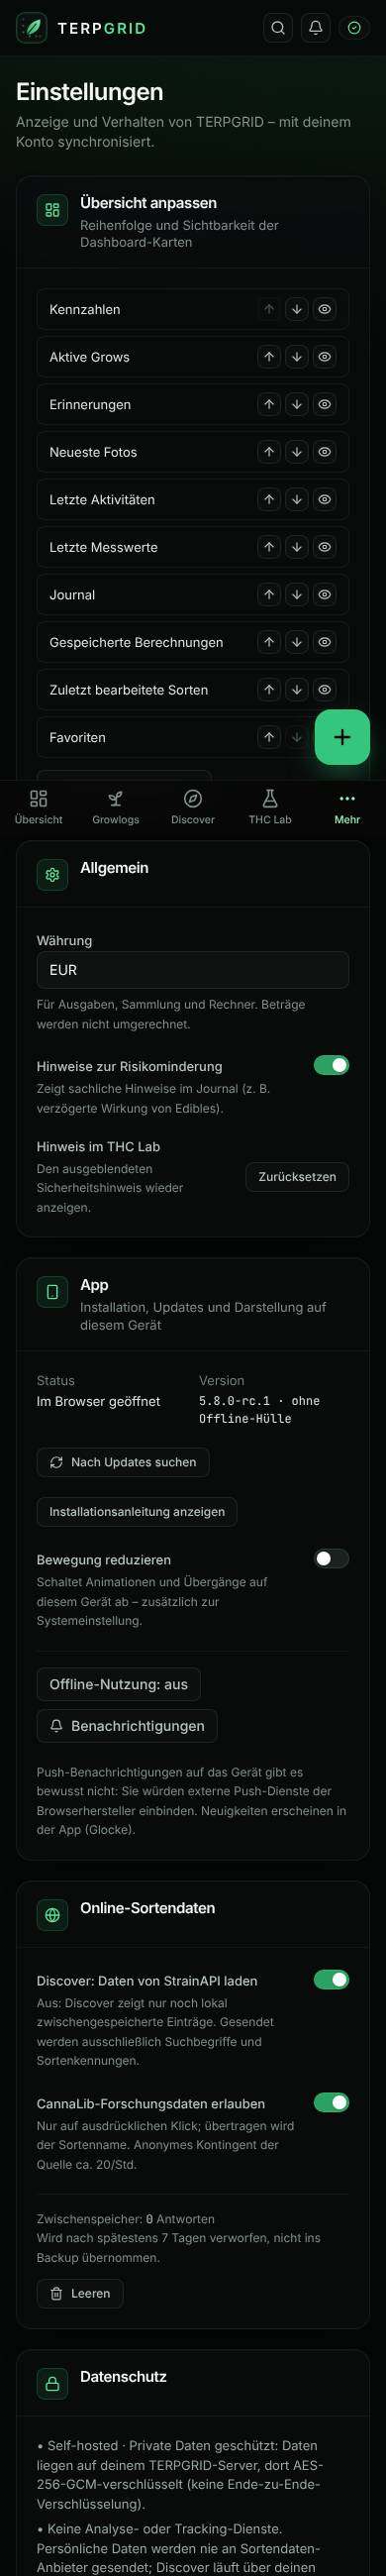 TERPGRID
Einstellungen
Anzeige und Verhalten von TERPGRID – mit deinem
Konto synchronisiert.
Übersicht anpassen
Reihenfolge und Sichtbarkeit der
Dashboard-Karten
Kennzahlen
Aktive Grows
Erinnerungen
Neueste Fotos
Letzte Aktivitäten
Letzte Messwerte
Journal
Gespeicherte Berechnungen
Zuletzt bearbeitete Sorten
Favoriten
Übersicht Growlogs Discover THC Lab Mehr
Allgemein
Währung
EUR
Für Ausgaben, Sammlung und Rechner. Beträge
werden nicht umgerechnet.
Hinweise zur Risikominderung
Zeigt sachliche Hinweise im Journal (z. B.
verzögerte Wirkung von Edibles).
Hinweis im THC Lab
Den ausgeblendeten
Sicherheitshinweis wieder
anzeigen.
Zurücksetzen
App
Installation, Updates und Darstellung auf
diesem Gerät
Status
Im Browser geöffnet
Version
5.8.0-rc.1 · ohne
Offline-Hülle
Nach Updates suchen
Installationsanleitung anzeigen
Bewegung reduzieren
Schaltet Animationen und Übergänge auf
diesem Gerät ab – zusätzlich zur
Systemeinstellung.
Offline-Nutzung: aus
Benachrichtigungen
Push-Benachrichtigungen auf das Gerät gibt es
bewusst nicht: Sie würden externe Push-Dienste der
Browserhersteller einbinden. Neuigkeiten erscheinen in
der App (Glocke).
Online-Sortendaten
Discover: Daten von StrainAPI laden
Aus: Discover zeigt nur noch lokal
zwischengespeicherte Einträge. Gesendet
werden ausschließlich Suchbegriffe und
Sortenkennungen.
CannaLib-Forschungsdaten erlauben
Nur auf ausdrücklichen Klick; übertragen wird
der Sortenname. Anonymes Kontingent der
Quelle ca. 20/Std.
Zwischenspeicher: 0 Antworten
Wird nach spätestens 7 Tagen verworfen, nicht ins
Backup übernommen.
Leeren
Datenschutz
• Self-hosted · Private Daten geschützt: Daten
liegen auf deinem TERPGRID-Server, dort AES-
256-GCM-verschlüsselt (keine Ende-zu-Ende-
Verschlüsselung).
• Keine Analyse- oder Tracking-Dienste.
Persönliche Daten werden nie an Sortendaten-
Anbieter gesendet; Discover läuft über deinen